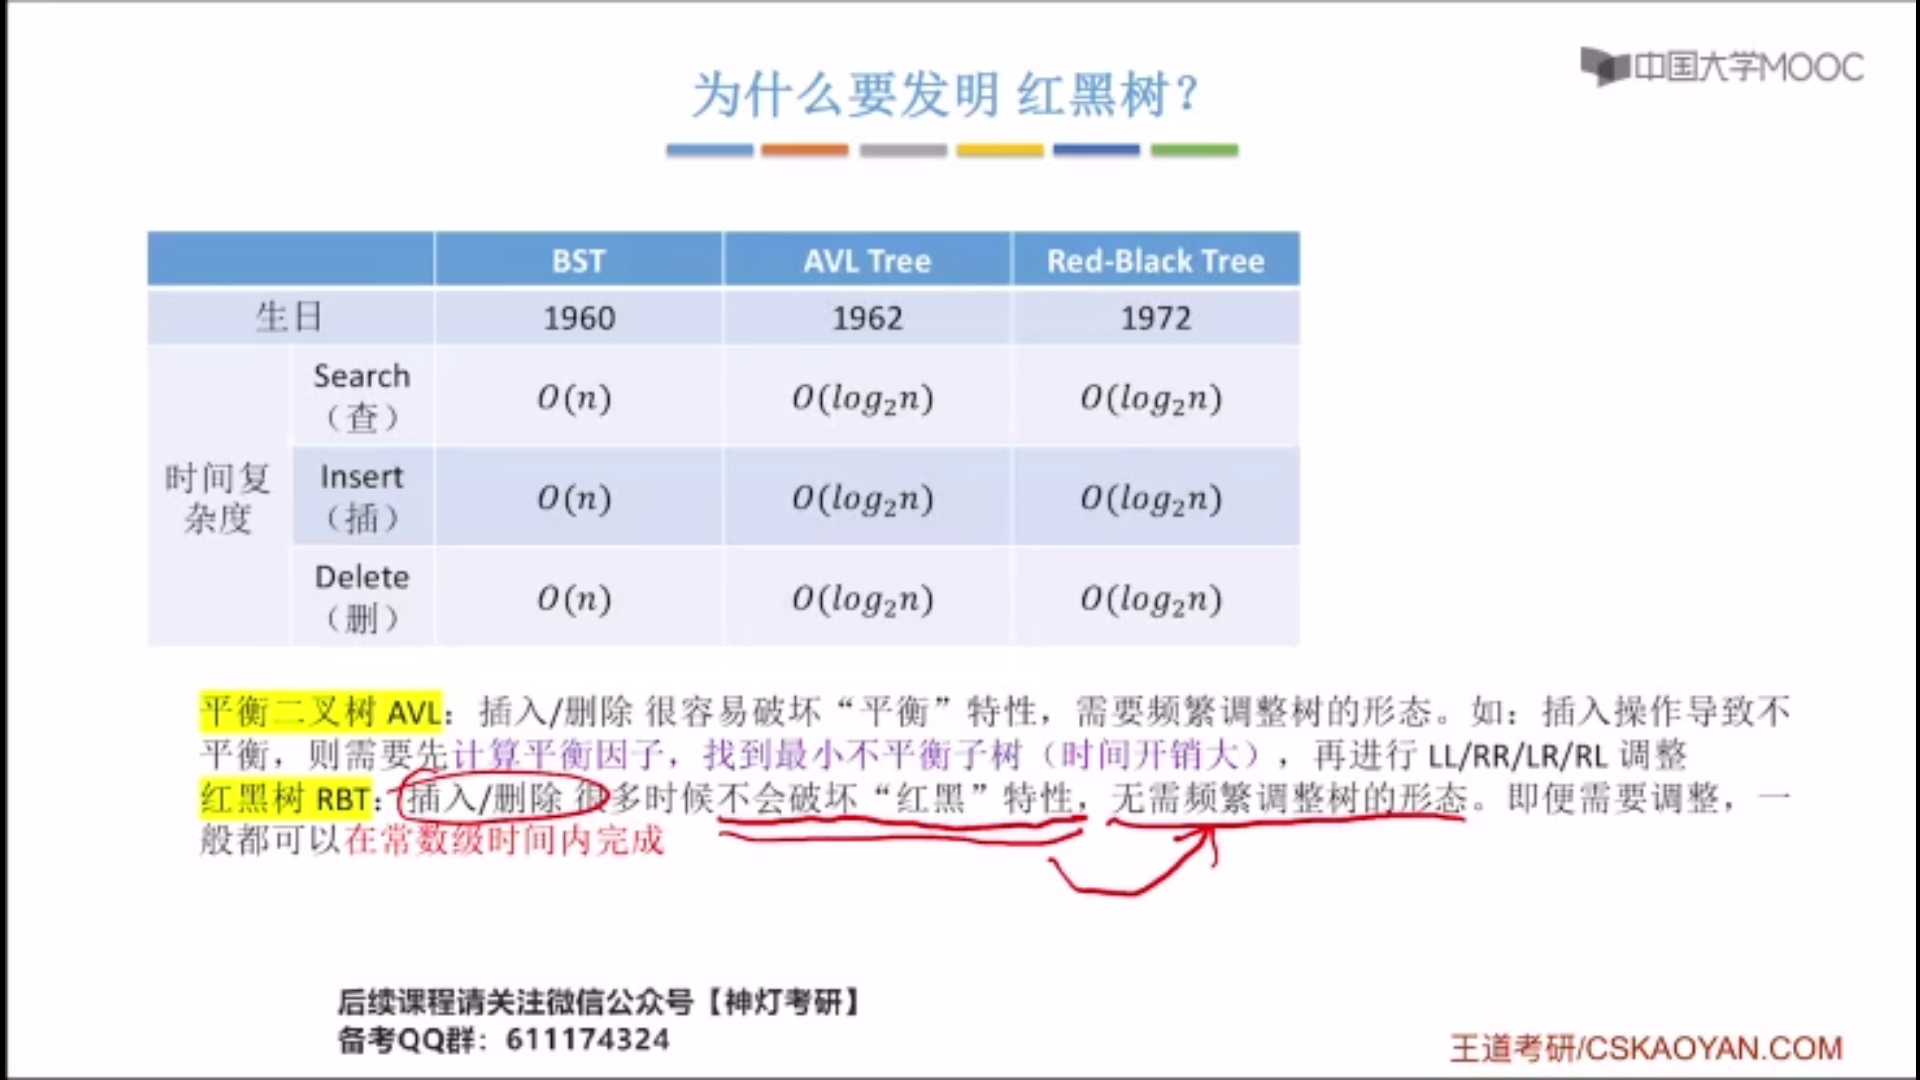 中国大学MOOC
为什么要发明 红黑树？
BST AVL Tree Red-Black Tree
生日 1960 1962 1972
时间复杂度
Search（查） O(n) O(log₂n) O(log₂n)
Insert（插） O(n) O(log₂n) O(log₂n)
Delete（删） O(n) O(log₂n) O(log₂n)
平衡二叉树 AVL：插入/删除 很容易破坏“平衡”特性，需要频繁调整树的形态。如：插入操作导致不
平衡，则需要先计算平衡因子，找到最小不平衡子树（时间开销大），再进行 LL/RR/LR/RL 调整
红黑树 RBT：插入/删除 很多时候不会破坏“红黑”特性，无需频繁调整树的形态。即便需要调整，一
般都可以在常数级时间内完成
后续课程请关注微信公众号【神灯考研】
备考QQ群：611174324
王道考研/CSKAOYAN.COM